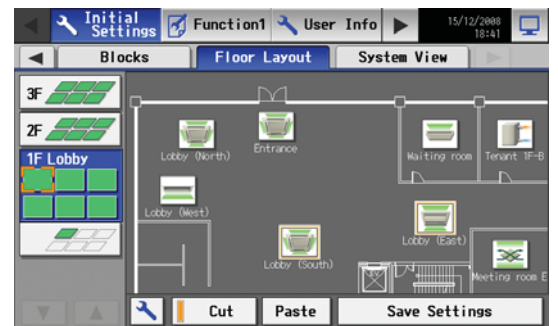 Initial
Settings
Function1
User Info
15/12/2008
18:41
Blocks
Floor Layout
System View
3F
2F
1F Lobby
Lobby (North)
Entrance
Waiting room
Tenant 1F-B
Lobby (West)
Lobby (South)
Lobby (East)
Meeting room E
Cut
Paste
Save Settings